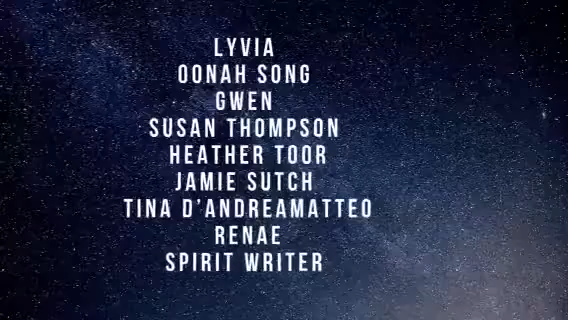 LYVIA
OONAH SONG
GWEN
SUSAN THOMPSON
HEATHER TOOR
JAMIE SUTCH
TINA D'ANDREAMATTEO
RENAE
SPIRIT WRITER